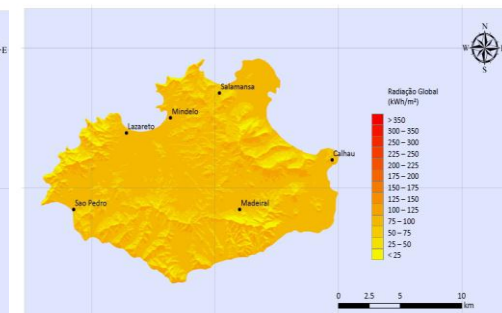 E
N
W
E
S
Salamansa
Mindelo
Lazareto
Calhau
Sao Pedro
Madeiral
Radiação Global
(kWh/m²)
> 350
300 – 350
250 – 300
225 – 250
200 – 225
175 – 200
150 – 175
125 – 150
100 – 125
75 – 100
50 – 75
25 – 50
< 25
0 2.5 5 10
km